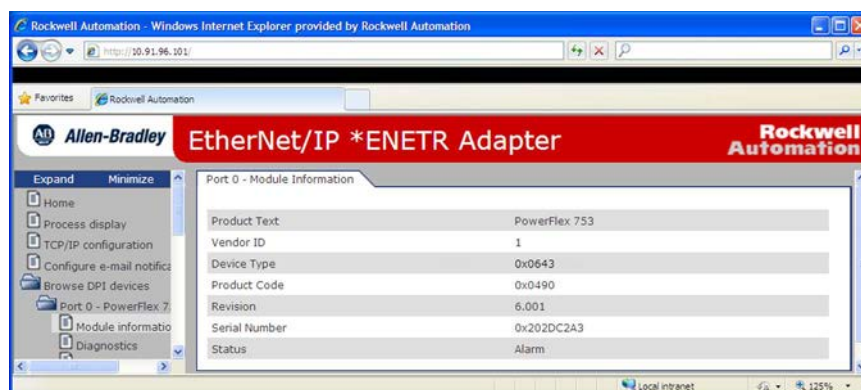 Rockwell Automation - Windows Internet Explorer provided by Rockwell Automation
http://10.91.96.101/
Favorites
Rockwell Automation
AB Allen-Bradley
EtherNet/IP *ENETR Adapter
Rockwell Automation
Expand Minimize
Home
Process display
TCP/IP configuration
Configure e-mail notifica
Browse DPI devices
Port 0 - PowerFlex 7
Module informatio
Diagnostics
Port 0 - Module Information
Product Text PowerFlex 753
Vendor ID 1
Device Type 0x0643
Product Code 0x0490
Revision 6.001
Serial Number 0x202DC2A3
Status Alarm
Local intranet
125%